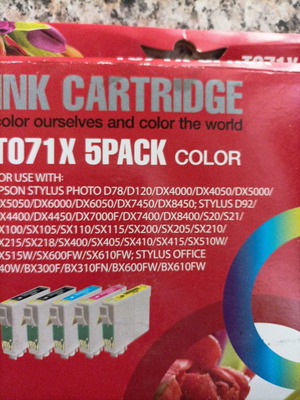 T071X
INK CARTRIDGE
color ourselves and color the world
T071X 5PACK COLOR
FOR USE WITH:
EPSON STYLUS PHOTO D78/D120/DX4000/DX4050/DX5000/
DX5050/DX6000/DX6050/DX7450/DX8450; STYLUS D92/
DX4400/DX4450/DX7000F/DX7400/DX8400/S20/S21/
SX100/SX105/SX110/SX115/SX200/SX205/SX210/
SX215/SX218/SX400/SX405/SX410/SX415/SX510W/
SX515W/SX600FW/SX610FW; STYLUS OFFICE
B40W/BX300F/BX310FN/BX600FW/BX610FW